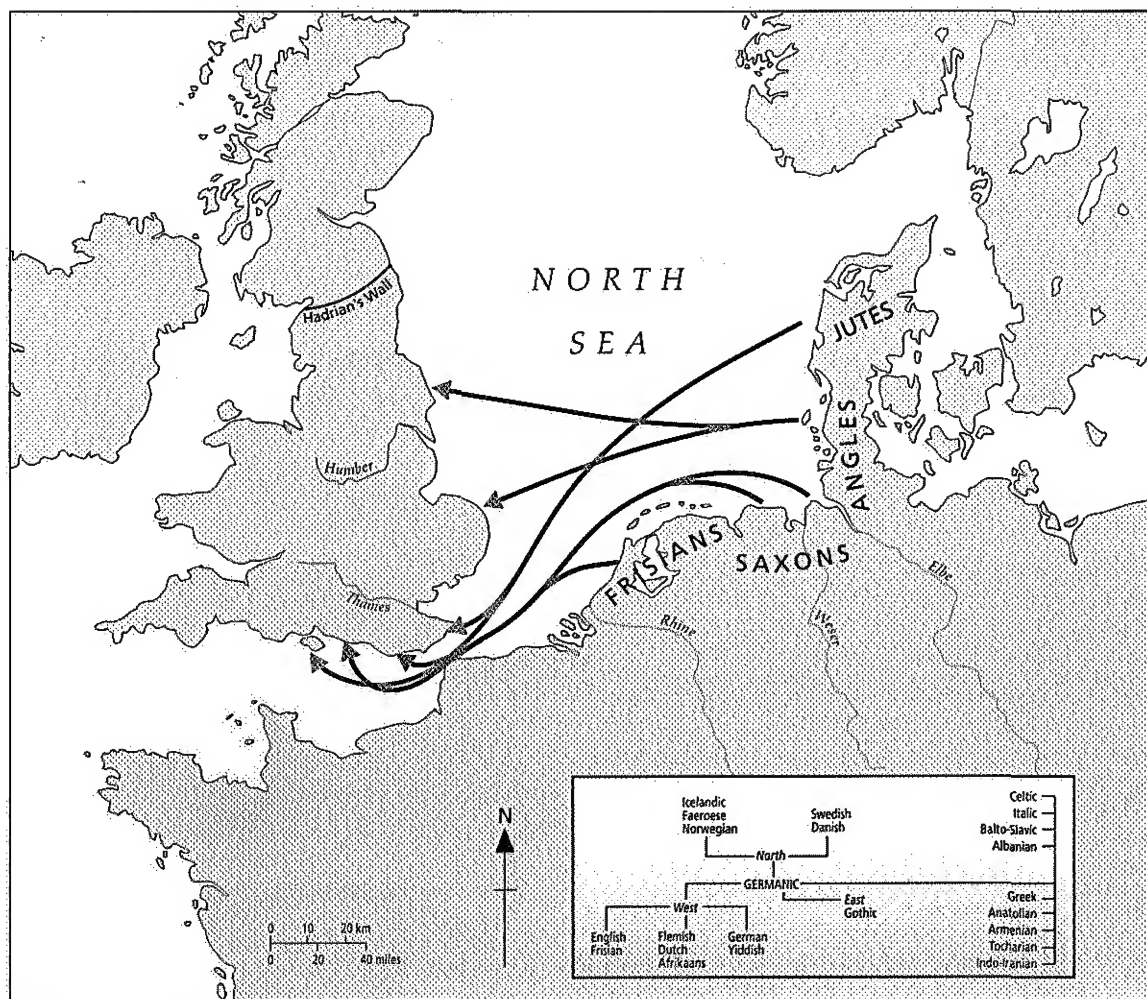 NORTH
SEA
Hadrian's Wall
JUTES
ANGLES
Humber
FRISIANS
SAXONS
Elbe
Thames
Rhine
Weser
N
10 20 km
20 40 miles
Icelandic
Faeroese
Norwegian
Swedish
Danish
North
GERMANIC
West
East
Gothic
English
Frisian
Flemish
Dutch
Afrikaans
German
Yiddish
Celtic
Italic
Balto-Slavic
Albanian
Greek
Anatolian
Armenian
Tocharian
Indo-Iranian